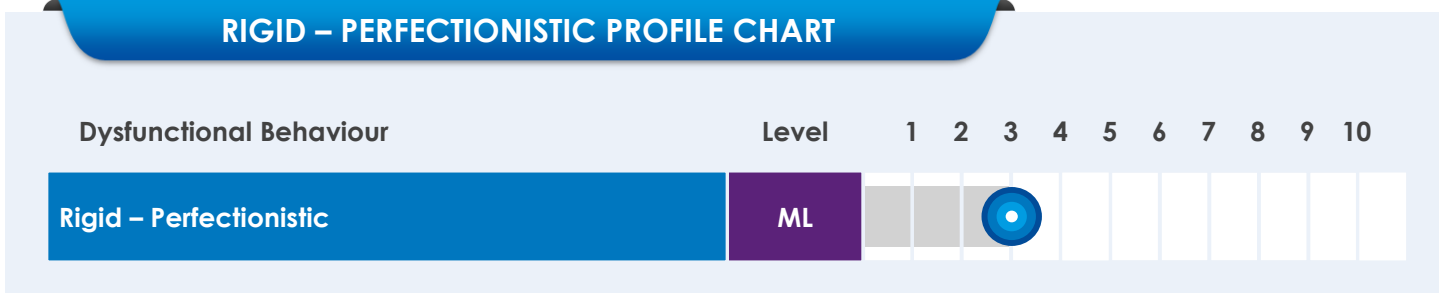 RIGID – PERFECTIONISTIC PROFILE CHART
Dysfunctional Behaviour Level 1 2 3 4 5 6 7 8 9 10
Rigid – Perfectionistic ML